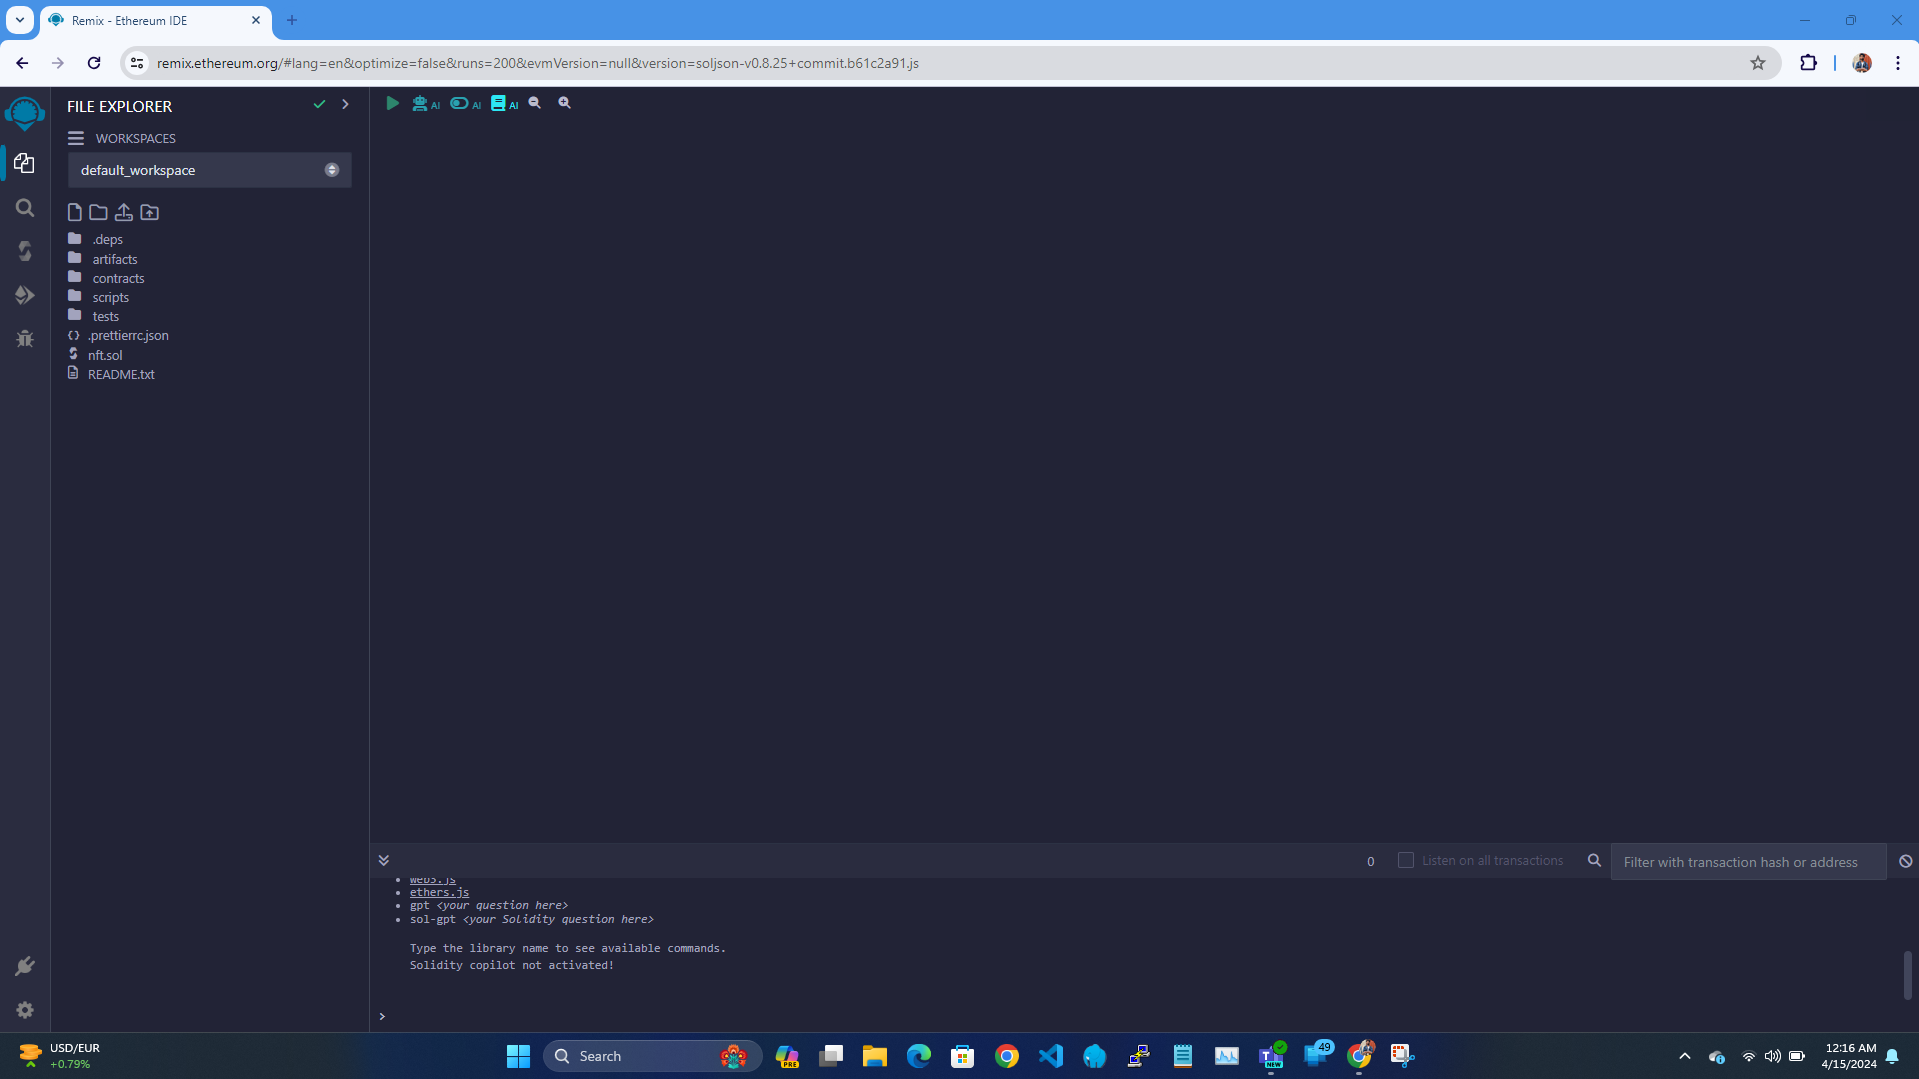 Remix - Ethereum IDE
remix.ethereum.org/#lang=en&optimize=false&runs=200&evmVersion=null&version=soljson-v0.8.25+commit.b61c2a91.js
FILE EXPLORER
AI
AI
AI
WORKSPACES
default_workspace
.deps
artifacts
contracts
scripts
tests
.prettierrc.json
nft.sol
README.txt
0
Listen on all transactions
Filter with transaction hash or address
web3.js
ethers.js
gpt <your question here>
sol-gpt <your Solidity question here>
Type the library name to see available commands.
Solidity copilot not activated!
>
USD/EUR
+0.79%
Search
PRE
NEW
49
12:16 AM
4/15/2024